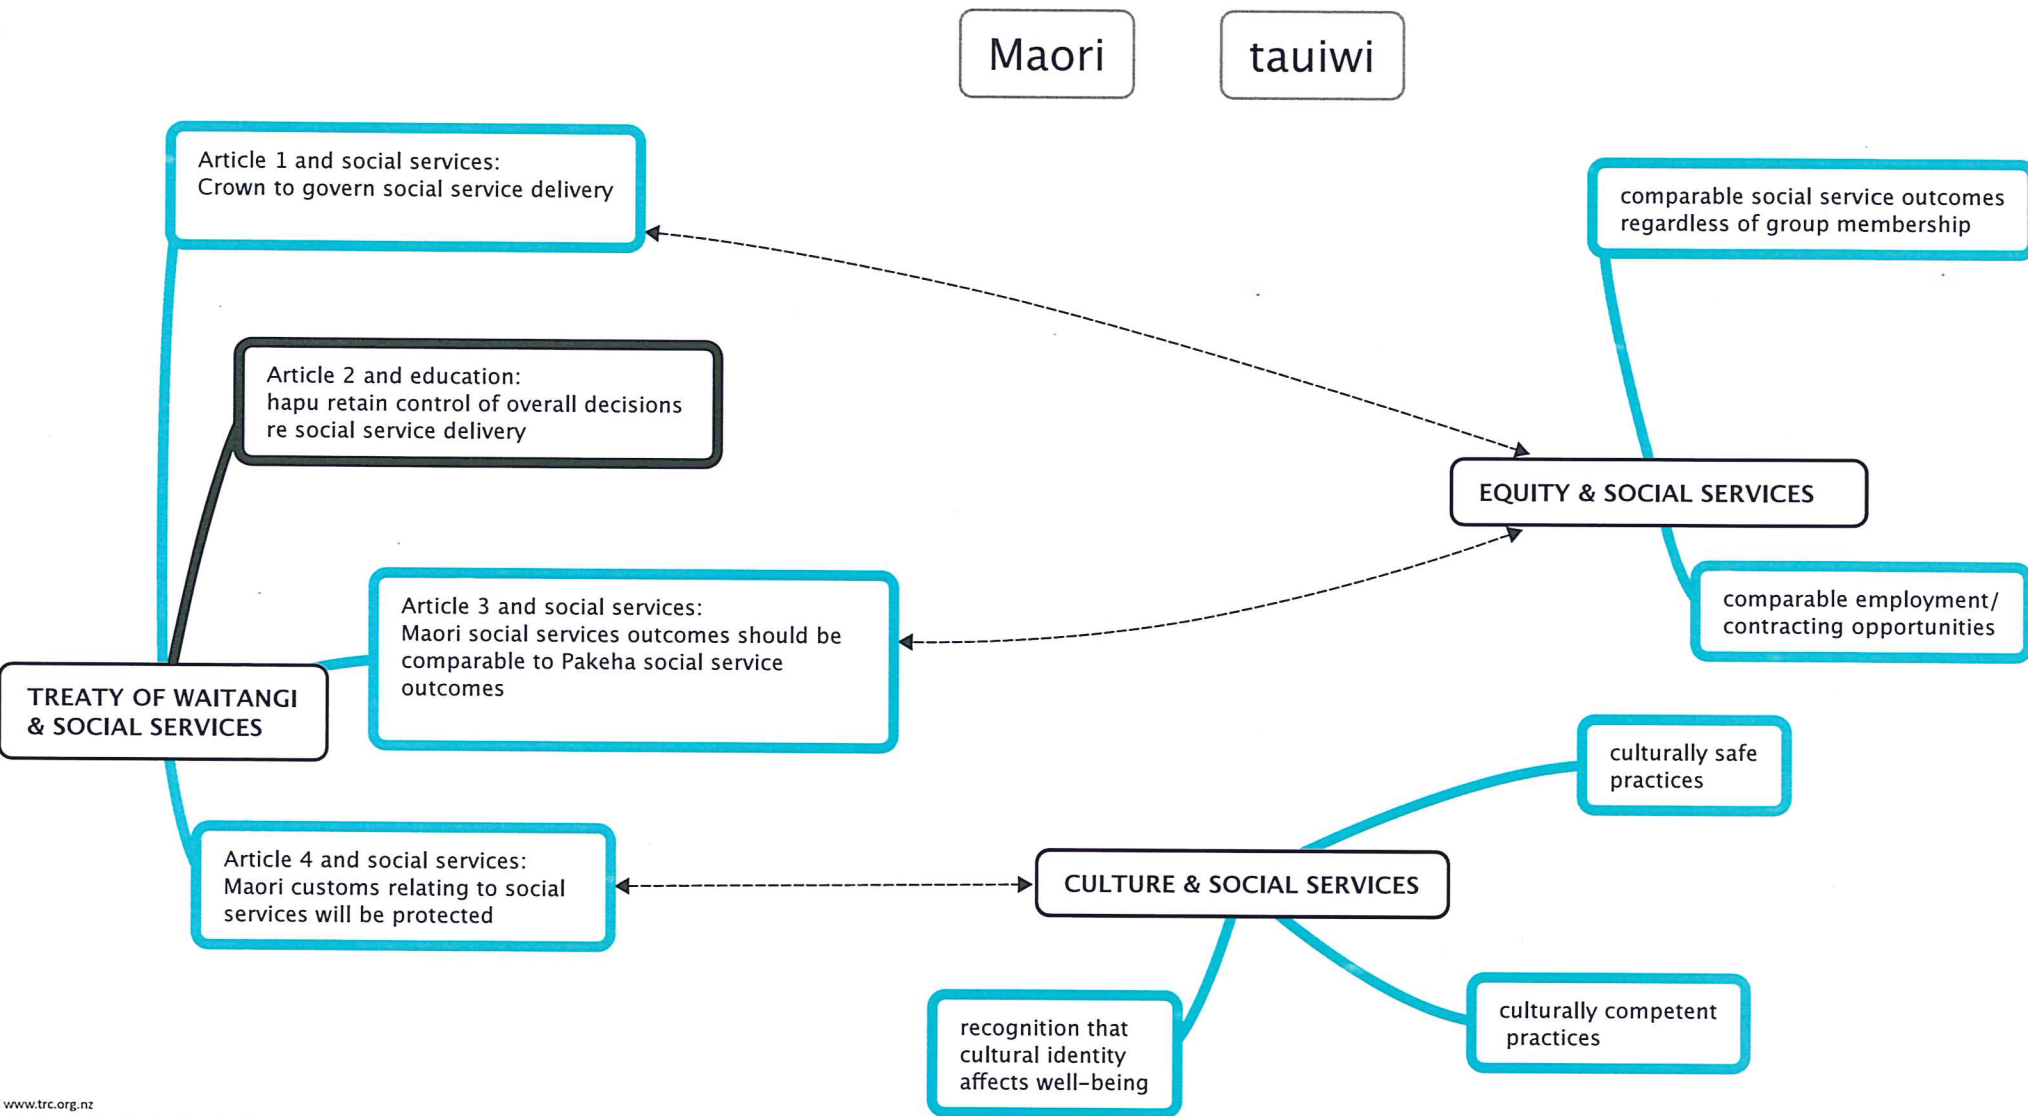 Maori
tauiwi
Article 1 and social services:
Crown to govern social service delivery
comparable social service outcomes
regardless of group membership
Article 2 and education:
hapu retain control of overall decisions
re social service delivery
EQUITY & SOCIAL SERVICES
Article 3 and social services:
Maori social services outcomes should be
comparable to Pakeha social service
outcomes
comparable employment/
contracting opportunities
TREATY OF WAITANGI
& SOCIAL SERVICES
culturally safe
practices
Article 4 and social services:
Maori customs relating to social
services will be protected
CULTURE & SOCIAL SERVICES
recognition that
cultural identity
affects well-being
culturally competent
practices
www.trc.org.nz